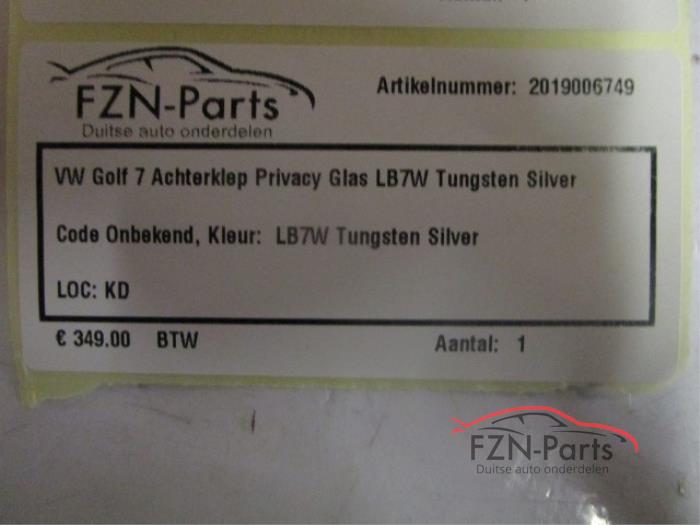 FZN-Parts
Duitse auto onderdelen
Artikelnummer: 2019006749
VW Golf 7 Achterklep Privacy Glas LB7W Tungsten Silver
Code Onbekend, Kleur: LB7W Tungsten Silver
LOC: KD
€ 349.00 BTW
Aantal: 1
FZN-Parts
Duitse auto onderdelen